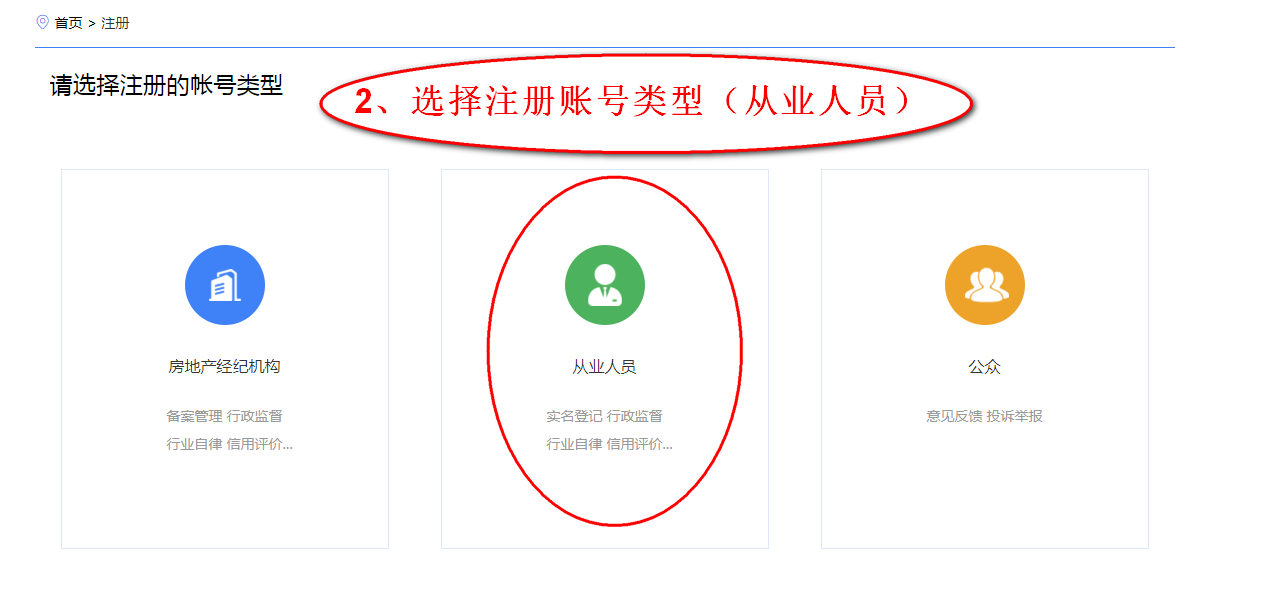 首页 > 注册
请选择注册的帐号类型
2、选择注册账号类型（从业人员）
房地产经纪机构
备案管理 行政监督
行业自律 信用评价...
从业人员
实名登记 行政监督
行业自律 信用评价...
公众
意见反馈 投诉举报